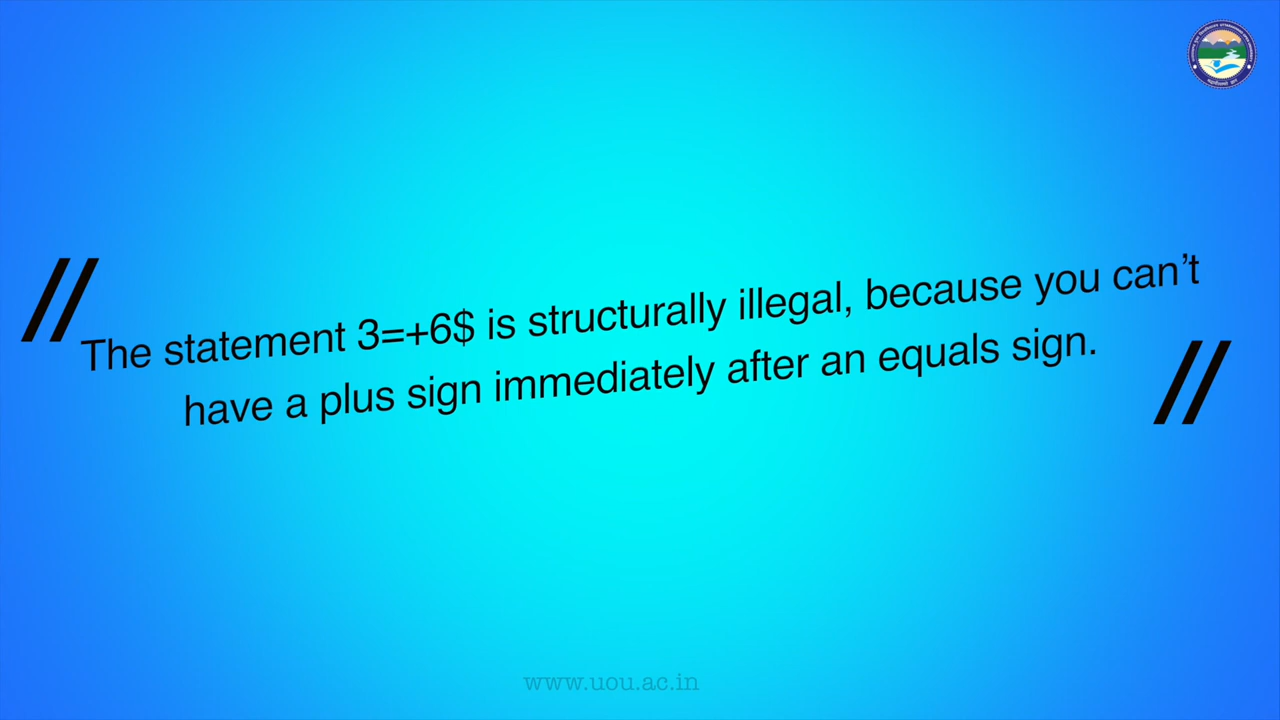 The statement 3=+6$ is structurally illegal, because you can’t
have a plus sign immediately after an equals sign.
www.uou.ac.in